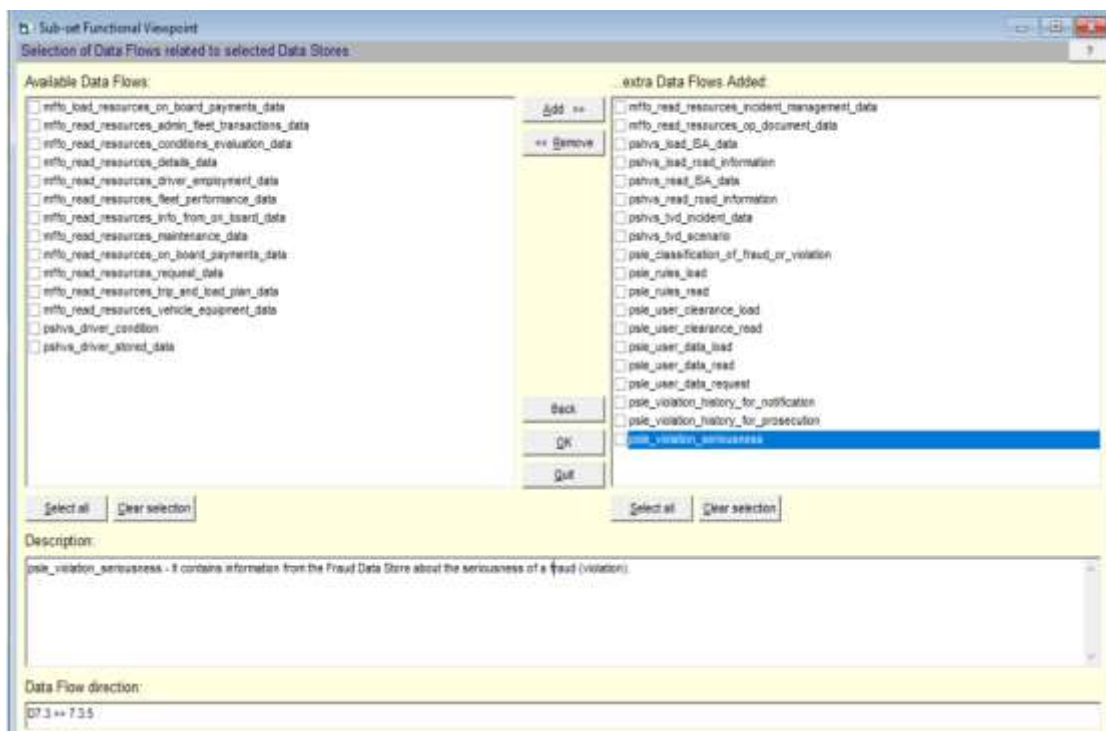 Sub-set Functional Viewpoint
Selection of Data Flows related to selected Data Stores
?
Available Data Flows:
mffo_load_resources_on_board_payments_data
mffo_read_resources_admin_fleet_transactions_data
mffo_read_resources_conditions_evaluation_data
mffo_read_resources_details_data
mffo_read_resources_driver_employment_data
mffo_read_resources_fleet_performance_data
mffo_read_resources_info_from_on_board_data
mffo_read_resources_maintenance_data
mffo_read_resources_on_board_payments_data
mffo_read_resources_request_data
mffo_read_resources_trip_and_load_plan_data
mffo_read_resources_vehicle_equipment_data
pshvs_driver_condition
pshvs_driver_stored_data
Select all
Clear selection
Add >>
<< Remove
Back
OK
Quit
...extra Data Flows Added:
mffo_read_resources_incident_management_data
mffo_read_resources_op_document_data
pshvs_load_ISA_data
pshvs_load_road_information
pshvs_read_ISA_data
pshvs_read_road_information
pshvs_tvd_incident_data
pshvs_tvd_scenario
psle_classification_of_fraud_or_violation
psle_rules_load
psle_rules_read
psle_user_clearance_load
psle_user_clearance_read
psle_user_data_load
psle_user_data_read
psle_user_data_request
psle_violation_history_for_notification
psle_violation_history_for_prosecution
psle_violation_seriousness
Select all
Clear selection
Description:
psle_violation_seriousness - It contains information from the Fraud Data Store about the seriousness of a fraud (violation).
Data Flow direction:
D7.3 => 7.3.5